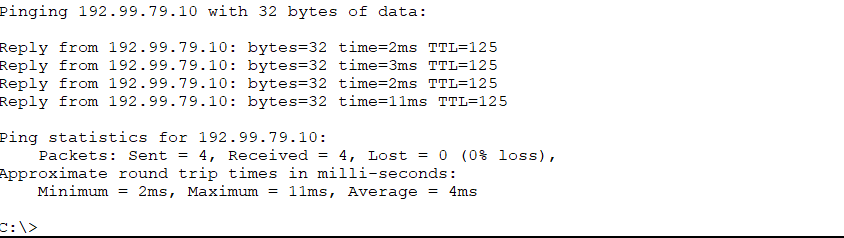 Pinging 192.99.79.10 with 32 bytes of data:
Reply from 192.99.79.10: bytes=32 time=2ms TTL=125
Reply from 192.99.79.10: bytes=32 time=3ms TTL=125
Reply from 192.99.79.10: bytes=32 time=2ms TTL=125
Reply from 192.99.79.10: bytes=32 time=11ms TTL=125
Ping statistics for 192.99.79.10:
Packets: Sent = 4, Received = 4, Lost = 0 (0% loss),
Approximate round trip times in milli-seconds:
Minimum = 2ms, Maximum = 11ms, Average = 4ms
C:\>